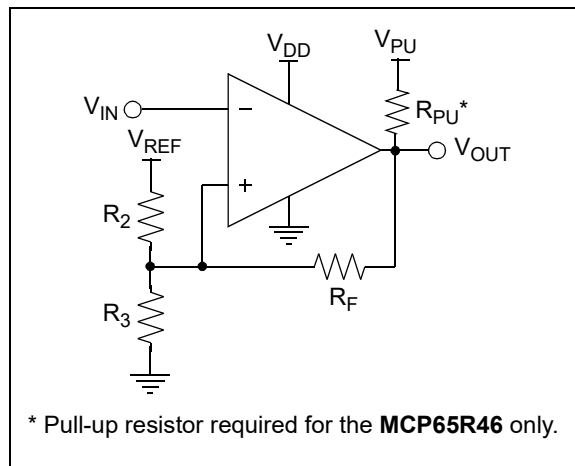 V_DD
V_PU
V_IN
−
R_PU*
V_REF
V_OUT
+
R_2
R_F
R_3
* Pull-up resistor required for the MCP65R46 only.